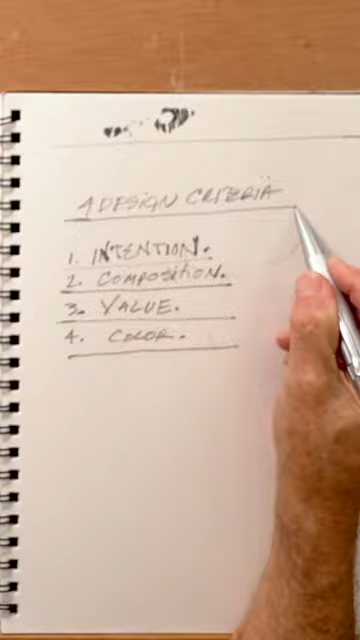 4 DESIGN CRITERIA
1. INTENTION.
2. COMPOSITION.
3. VALUE.
4. COLOR.